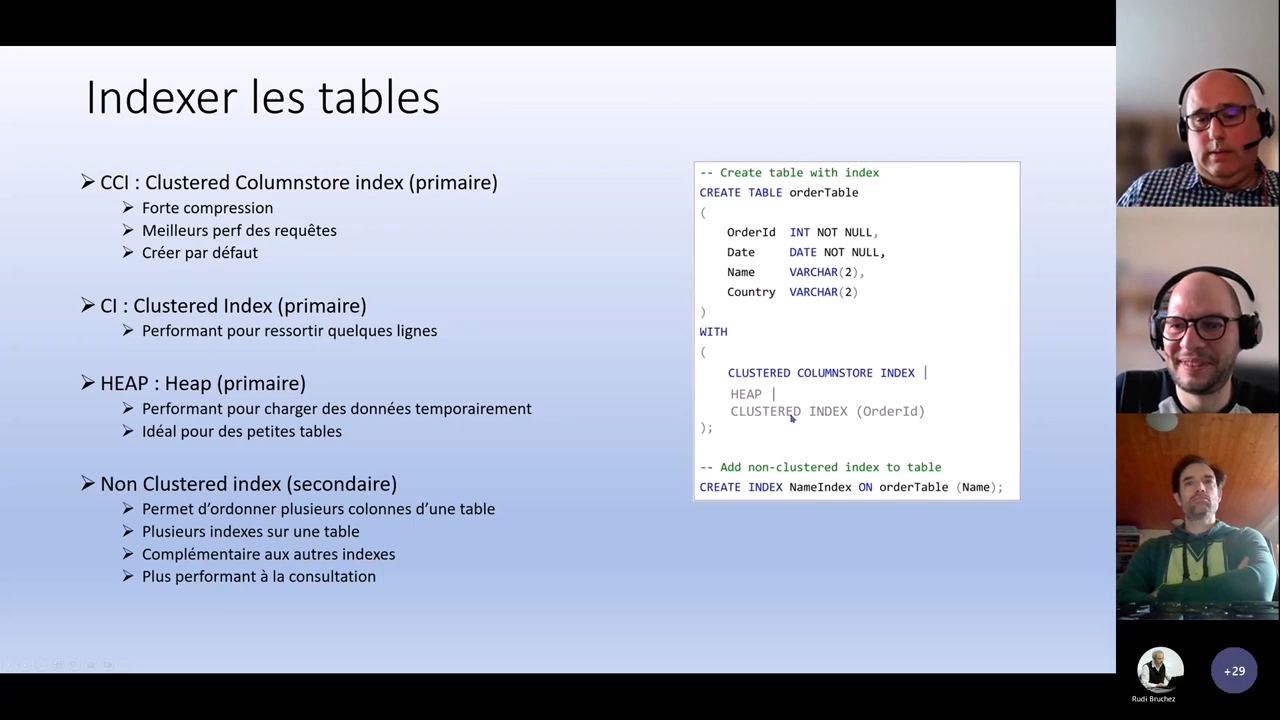 Indexer les tables
CCI : Clustered Columnstore index (primaire)
Forte compression
Meilleurs perf des requêtes
Créer par défaut
CI : Clustered Index (primaire)
Performant pour ressortir quelques lignes
HEAP : Heap (primaire)
Performant pour charger des données temporairement
Idéal pour des petites tables
Non Clustered index (secondaire)
Permet d'ordonner plusieurs colonnes d'une table
Plusieurs indexes sur une table
Complémentaire aux autres indexes
Plus performant à la consultation
-- Create table with index
CREATE TABLE orderTable
(
OrderId INT NOT NULL,
Date DATE NOT NULL,
Name VARCHAR(2),
Country VARCHAR(2)
)
WITH
(
CLUSTERED COLUMNSTORE INDEX |
HEAP |
CLUSTERED INDEX (OrderId)
);
-- Add non-clustered index to table
CREATE INDEX NameIndex ON orderTable (Name);
Rudi Bruchez
+29